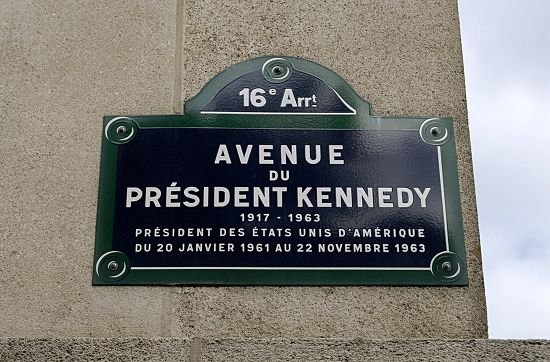 16e Arrt
AVENUE
DU
PRÉSIDENT KENNEDY
1917 - 1963
PRÉSIDENT DES ÉTATS UNIS D'AMÉRIQUE
DU 20 JANVIER 1961 AU 22 NOVEMBRE 1963